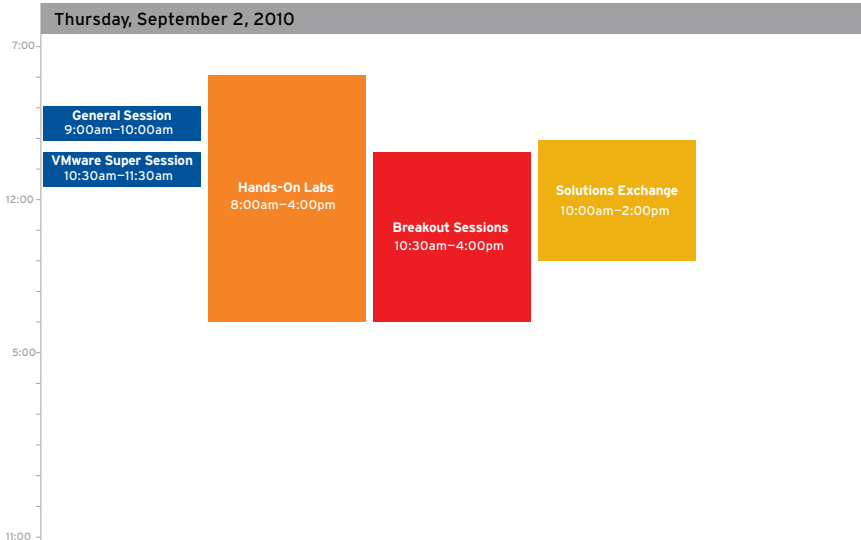 Thursday, September 2, 2010
7:00
General Session
9:00am–10:00am
VMware Super Session
10:30am–11:30am
Hands-On Labs
8:00am–4:00pm
Breakout Sessions
10:30am–4:00pm
Solutions Exchange
10:00am–2:00pm
12:00
5:00
11:00